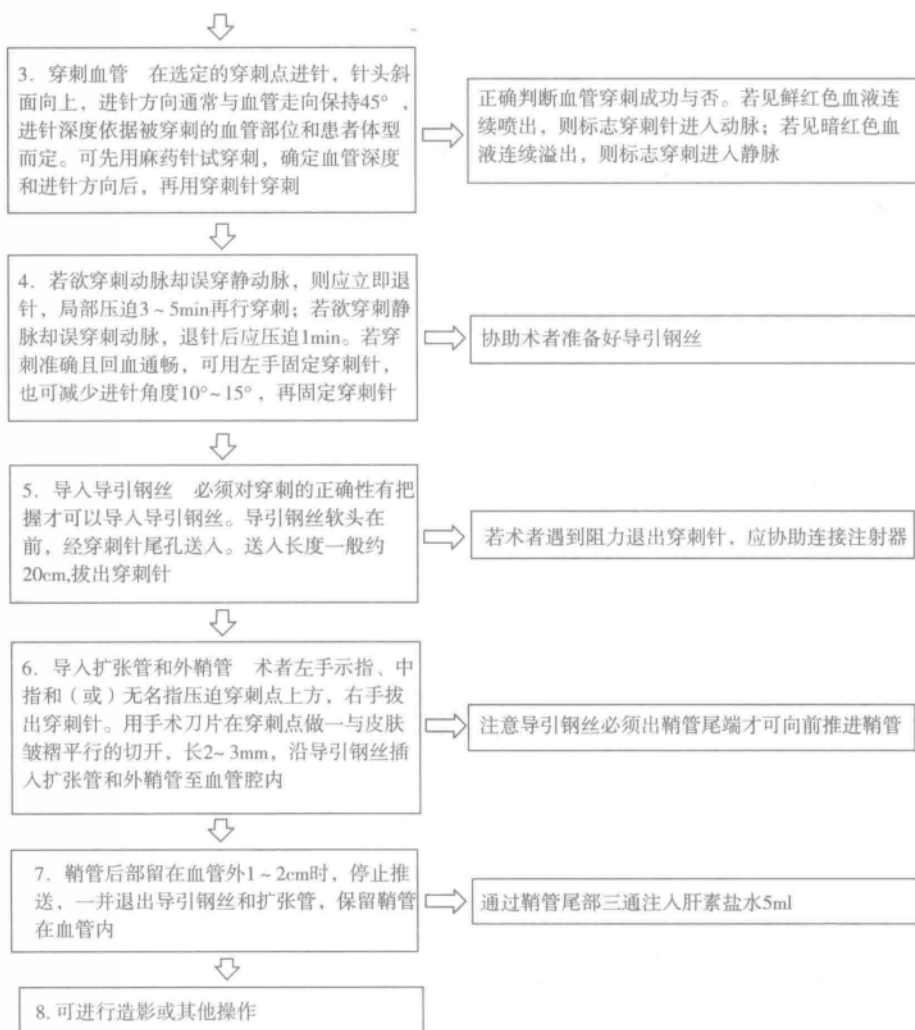 3. 穿刺血管 在选定的穿刺点进针，针头斜
面向上，进针方向通常与血管走向保持45°，
进针深度依据被穿刺的血管部位和患者体型
而定。可先用麻药针试穿刺，确定血管深度
和进针方向后，再用穿刺针穿刺
正确判断血管穿刺成功与否。若见鲜红色血液连
续喷出，则标志穿刺针进入动脉；若见暗红色血
液连续溢出，则标志穿刺进入静脉
4. 若欲穿刺动脉却误穿静动脉，则应立即退
针，局部压迫3～5min再行穿刺；若欲穿刺静
脉却误穿刺动脉，退针后应压迫1min。若穿
刺准确且回血通畅，可用左手固定穿刺针，
也可减少进针角度10°~15°，再固定穿刺针
协助术者准备好导引钢丝
5. 导入导引钢丝 必须对穿刺的正确性有把
握才可以导入导引钢丝。导引钢丝软头在
前，经穿刺针尾孔送入。送入长度一般约
20cm,拔出穿刺针
若术者遇到阻力退出穿刺针，应协助连接注射器
6. 导入扩张管和外鞘管 术者左手示指、中
指和（或）无名指压迫穿刺点上方，右手拔
出穿刺针。用手术刀片在穿刺点做一与皮肤
皱褶平行的切开，长2~3mm，沿导引钢丝插
入扩张管和外鞘管至血管腔内
注意导引钢丝必须出鞘管尾端才可向前推进鞘管
7. 鞘管后部留在血管外1～2cm时，停止推
送，一并退出导引钢丝和扩张管，保留鞘管
在血管内
通过鞘管尾部三通注入肝素盐水5ml
8. 可进行造影或其他操作